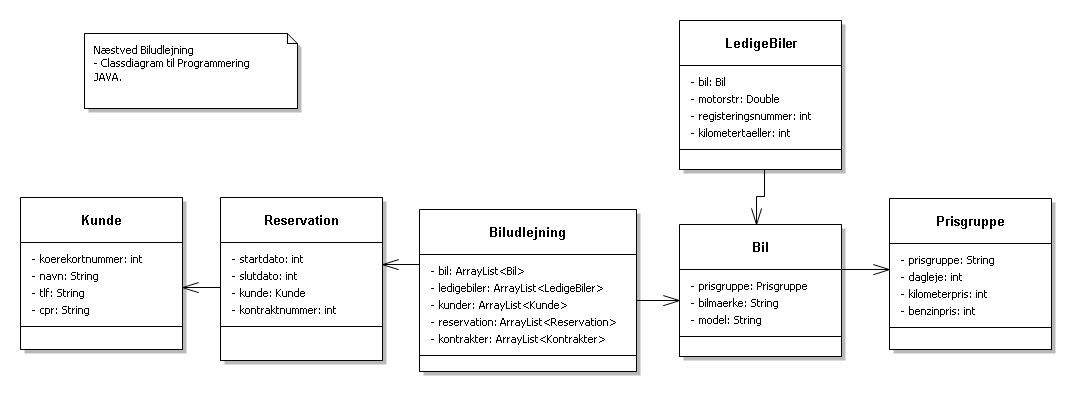 Næstved Biludlejning
- Classdiagram til Programmering
JAVA.
LedigeBiler
- bil: Bil
- motorstr: Double
- registeringsnummer: int
- kilometertaeller: int
Kunde
- koerekortnummer: int
- navn: String
- tlf: String
- cpr: String
Reservation
- startdato: int
- slutdato: int
- kunde: Kunde
- kontraktnummer: int
Biludlejning
- bil: ArrayList<Bil>
- ledigebiler: ArrayList<LedigeBiler>
- kunder: ArrayList<Kunde>
- reservation: ArrayList<Reservation>
- kontrakter: ArrayList<Kontrakter>
Bil
- prisgruppe: Prisgruppe
- bilmaerke: String
- model: String
Prisgruppe
- prisgruppe: String
- dagleje: int
- kilometerpris: int
- benzinpris: int